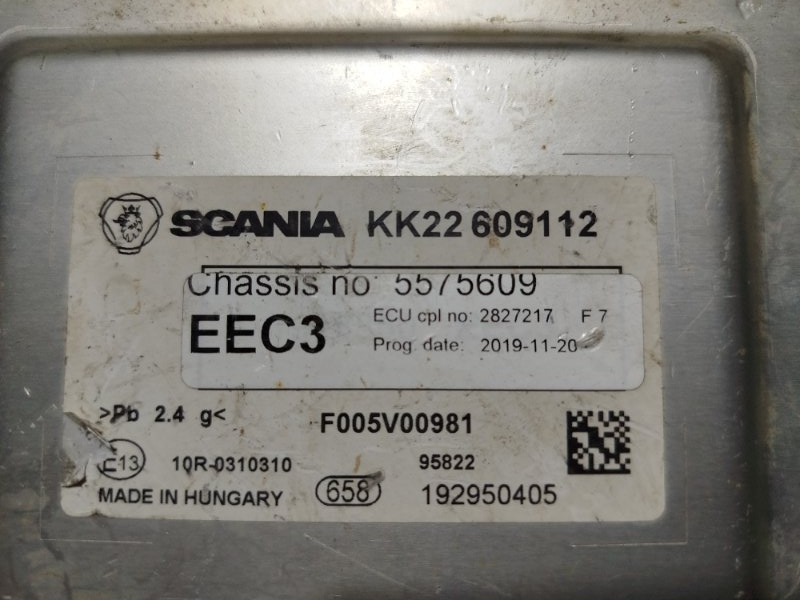 SCANIA KK22 609112
Chassis no: 5575609
EEC3 ECU cpl no: 2827217 F 7
Prog. date: 2019-11-20
>Pb 2.4 g< F005V00981
E13 10R-0310310 95822
MADE IN HUNGARY 658 192950405